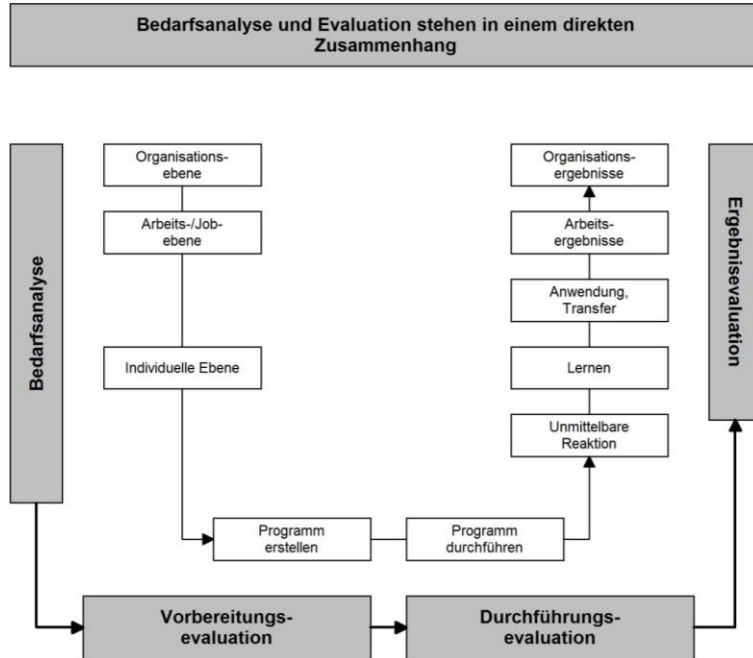 Bedarfsanalyse und Evaluation stehen in einem direkten
Zusammenhang
Bedarfsanalyse
Organisations-
ebene
Arbeits-/Job-
ebene
Individuelle Ebene
Programm
erstellen
Programm
durchführen
Organisations-
ergebnisse
Arbeits-
ergebnisse
Anwendung,
Transfer
Lernen
Unmittelbare
Reaktion
Ergebnisevaluation
Vorbereitungs-
evaluation
Durchführungs-
evaluation